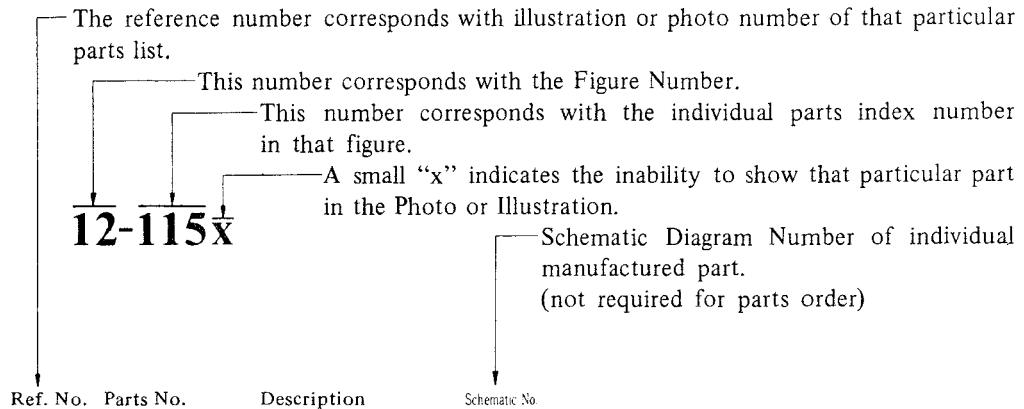 The reference number corresponds with illustration or photo number of that particular
parts list.
This number corresponds with the Figure Number.
This number corresponds with the individual parts index number
in that figure.
A small “x” indicates the inability to show that particular part
in the Photo or Illustration.
12-115x
Schematic Diagram Number of individual
manufactured part.
(not required for parts order)
Ref. No. Parts No. Description Schematic No.